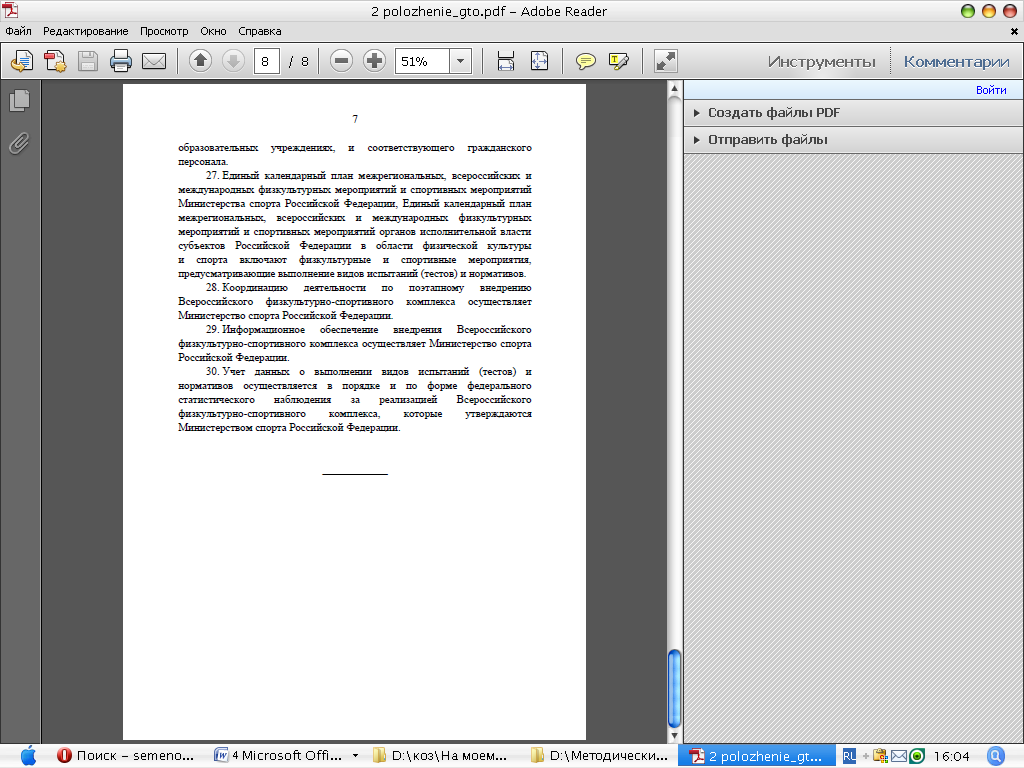 2 polozhenie_gto.pdf – Adobe Reader
Файл Редактирование Просмотр Окно Справка
8 / 8 51% Инструменты Комментарии
Войти
Создать файлы PDF
Отправить файлы
7
образовательных учреждениях, и соответствующего гражданского
персонала.
27. Единый календарный план межрегиональных, всероссийских и
международных физкультурных мероприятий и спортивных мероприятий
Министерства спорта Российской Федерации, Единый календарный план
межрегиональных, всероссийских и международных физкультурных
мероприятий и спортивных мероприятий органов исполнительной власти
субъектов Российской Федерации в области физической культуры
и спорта включают физкультурные и спортивные мероприятия,
предусматривающие выполнение видов испытаний (тестов) и нормативов.
28. Координацию деятельности по поэтапному внедрению
Всероссийского физкультурно-спортивного комплекса осуществляет
Министерство спорта Российской Федерации.
29. Информационное обеспечение внедрения Всероссийского
физкультурно-спортивного комплекса осуществляет Министерство спорта
Российской Федерации.
30. Учет данных о выполнении видов испытаний (тестов) и
нормативов осуществляется в порядке и по форме федерального
статистического наблюдения за реализацией Всероссийского
физкультурно-спортивного комплекса, которые утверждаются
Министерством спорта Российской Федерации.
Поиск – semeno... 4 Microsoft Offi... D:\коз\На моем... D:\Методически... 2 polozhenie_gt... RL 16:04